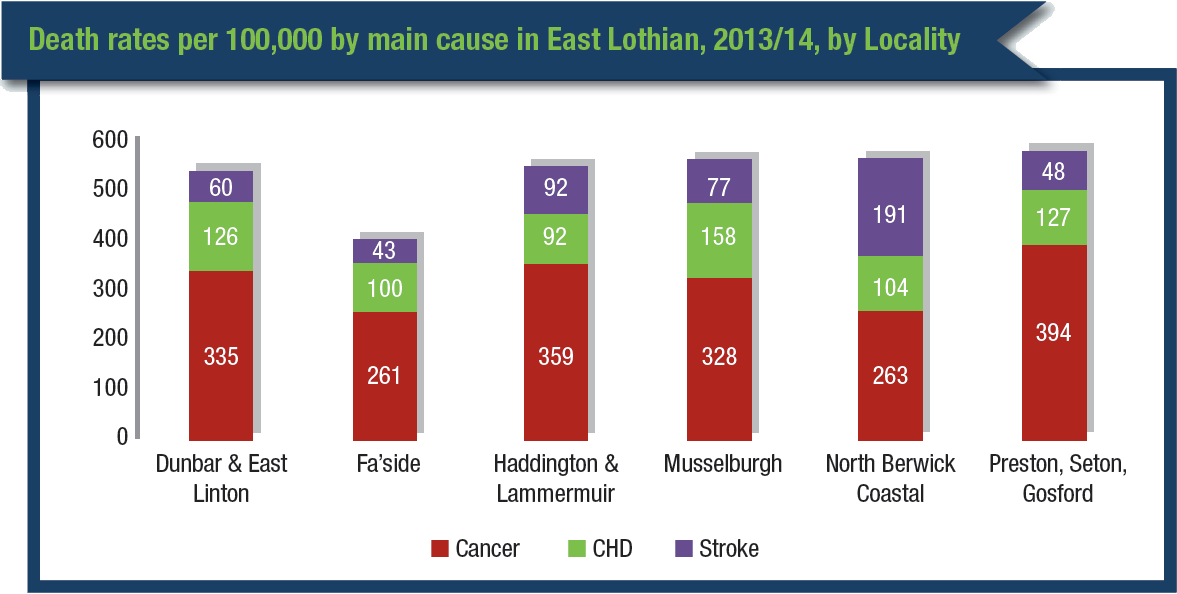 Death rates per 100,000 by main cause in East Lothian, 2013/14, by Locality
600
500
400
300
200
100
0
60
126
335
43
100
261
92
92
359
77
158
328
191
104
263
48
127
394
Dunbar & East
Linton
Fa’side
Haddington &
Lammermuir
Musselburgh
North Berwick
Coastal
Preston, Seton,
Gosford
Cancer
CHD
Stroke